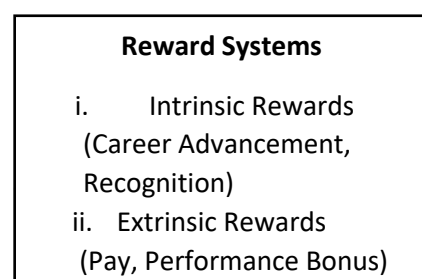 Reward Systems
i. Intrinsic Rewards
(Career Advancement,
Recognition)
ii. Extrinsic Rewards
(Pay, Performance Bonus)